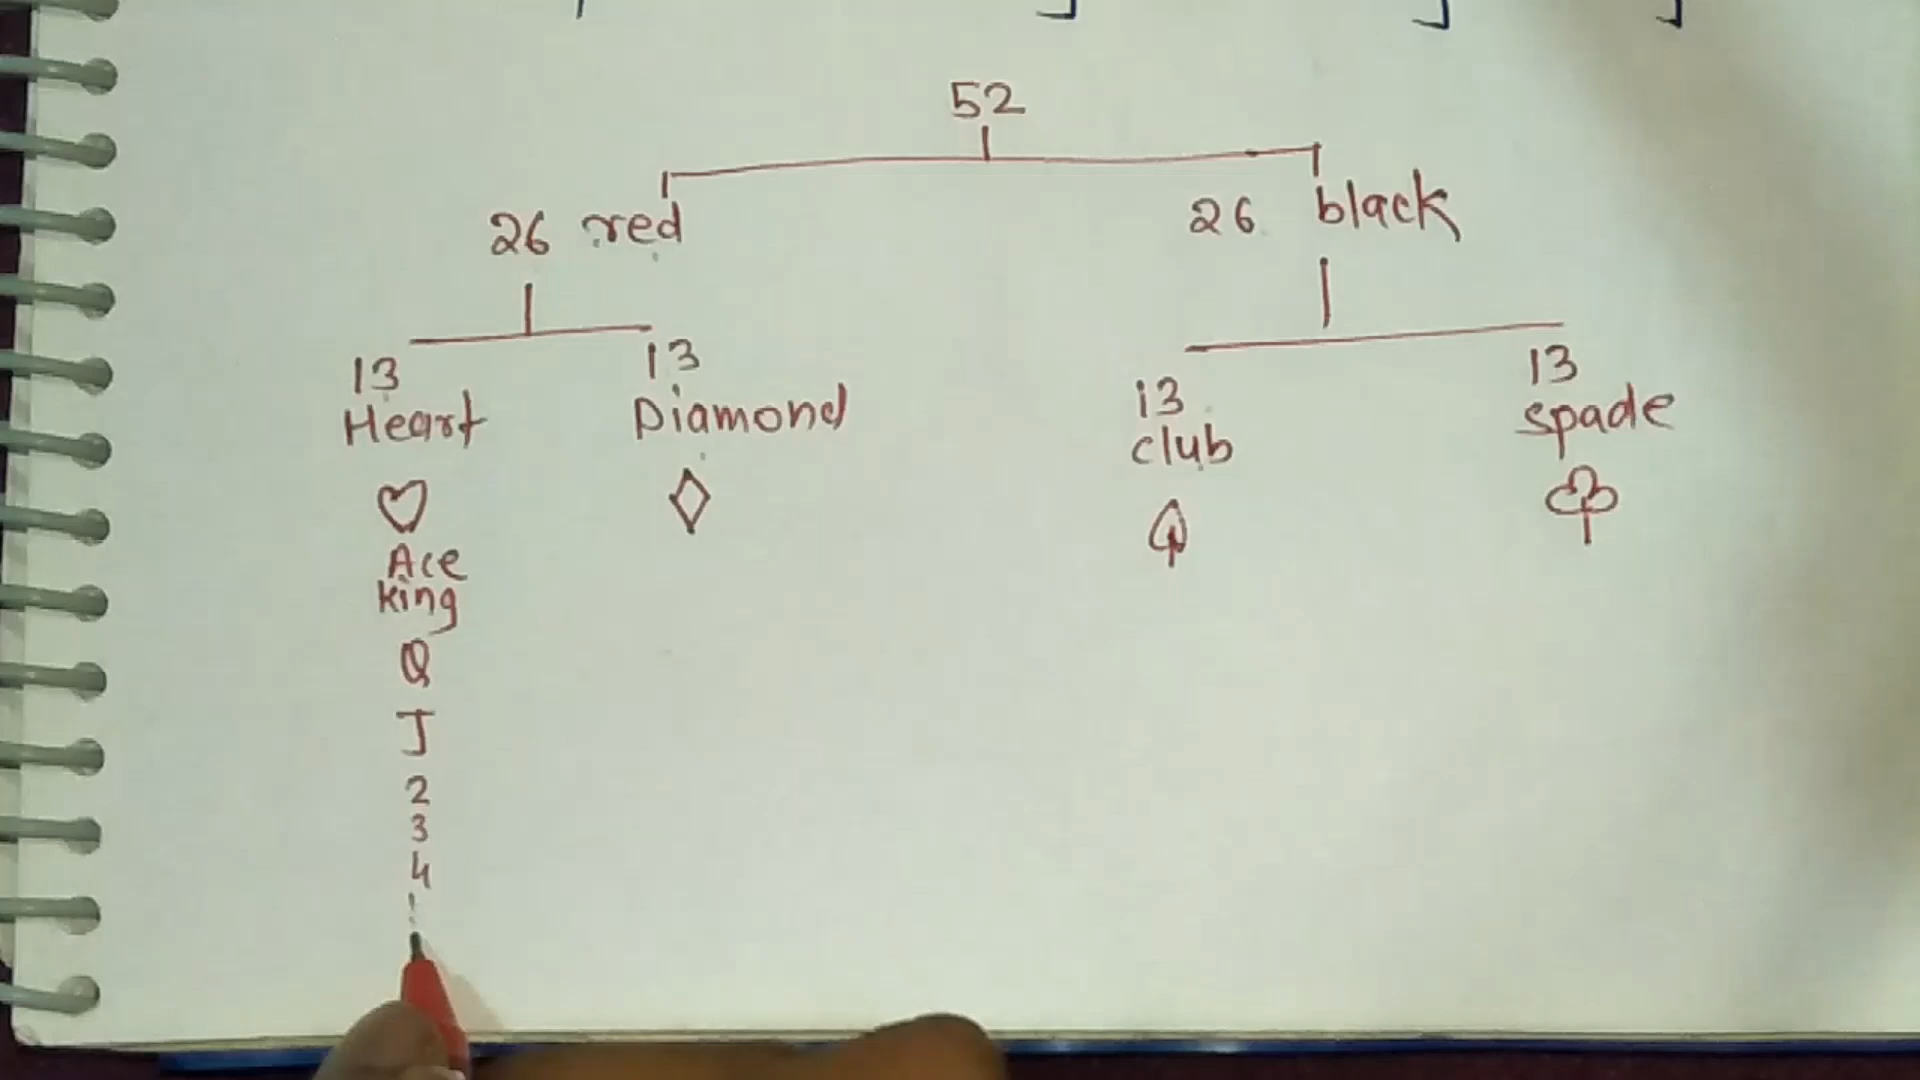 52
26 red
26 black
13
Heart
13
Diamond
13
club
13
spade
Ace
king
Q
J
2
3
4